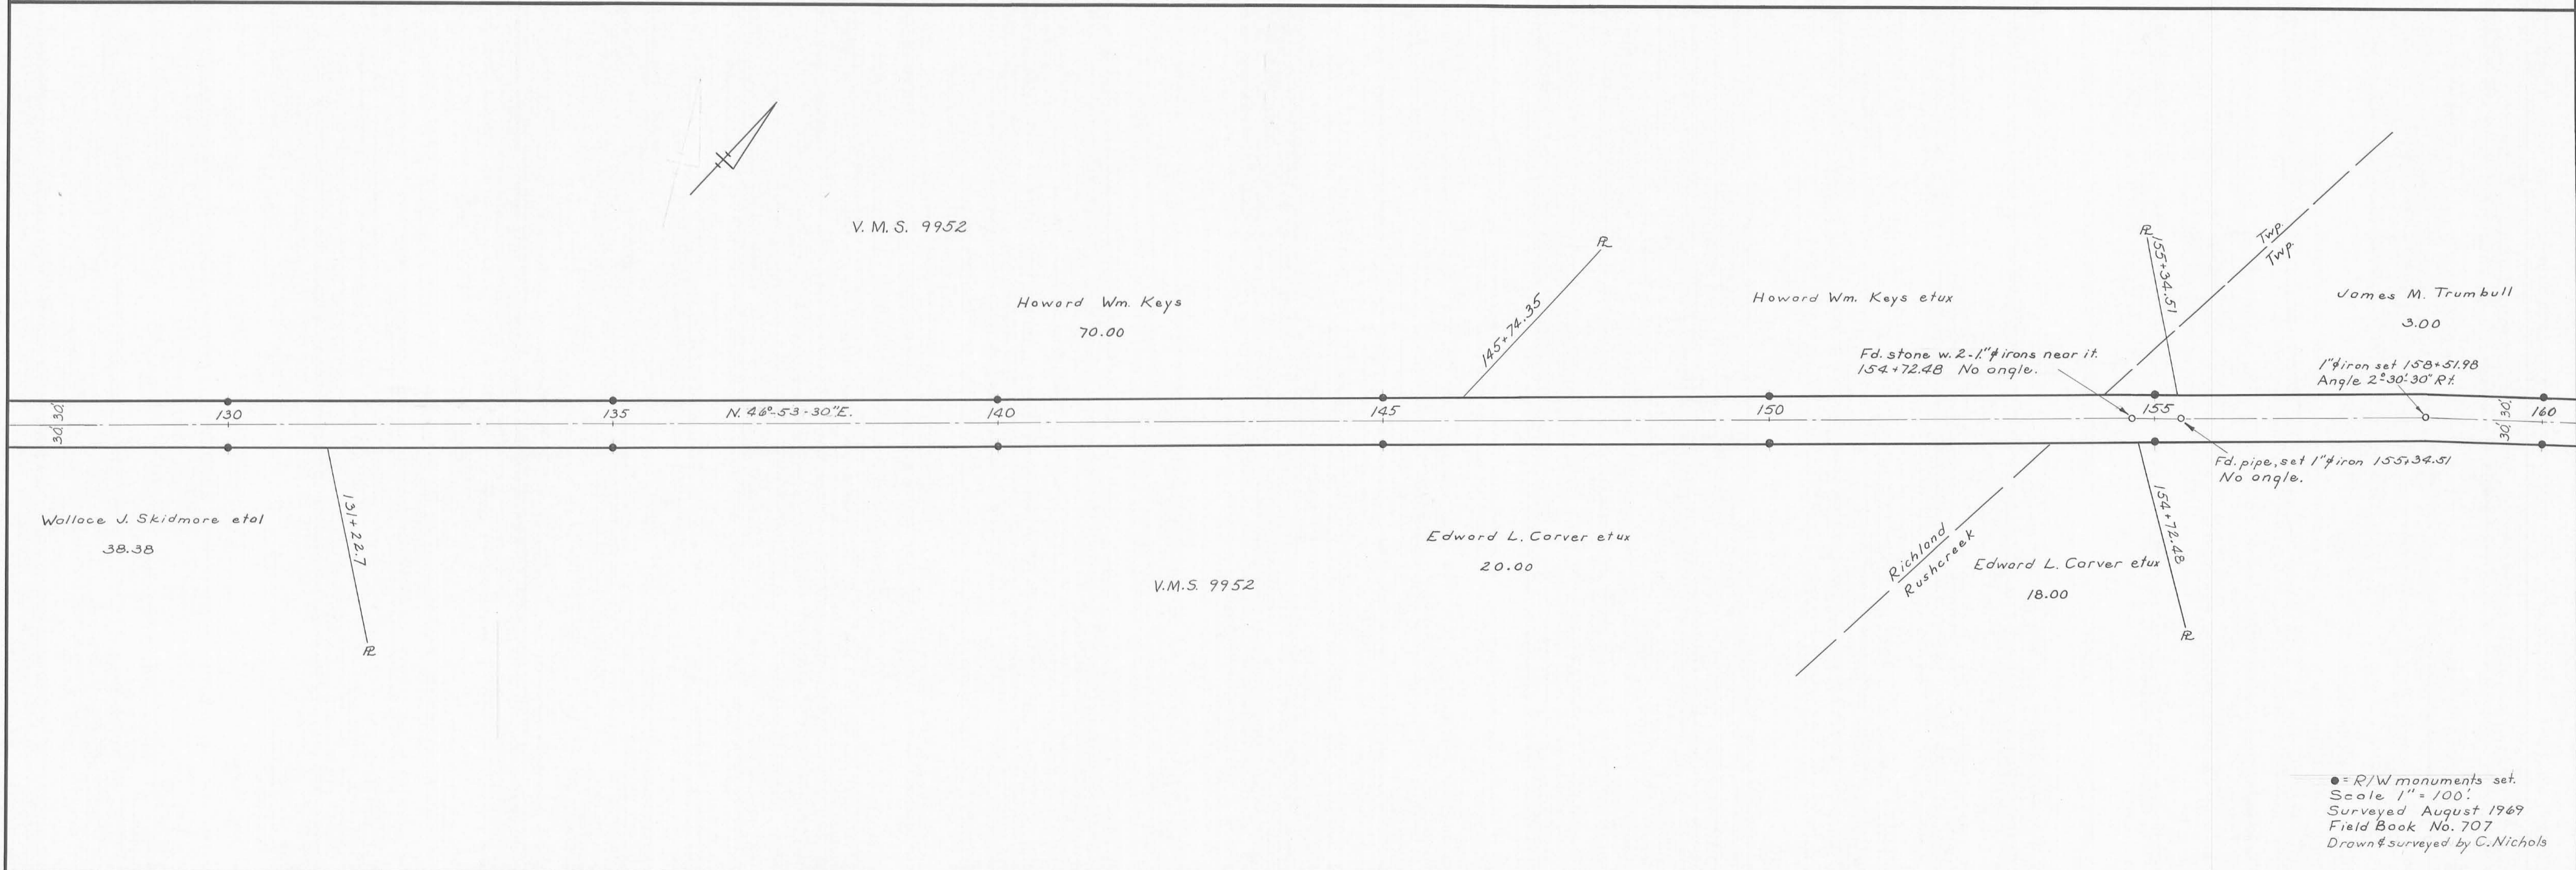 V. M. S. 9952
Howard Wm. Keys
70.00
PL
145+74.35
Howard Wm. Keys etux
PL
155+34.51
Twp.
Twp.
James M. Trumbull
3.00
Fd. stone w. 2-1"⌀ irons near it.
154+72.48 No angle.
1"⌀ iron set 158+51.98
Angle 2°-30'-30" Rt.
30' 30'
130
135
N. 46°-53-30"E.
140
145
150
155
30' 30'
160
Fd. pipe, set 1"⌀ iron 155+34.51
No angle.
Wallace J. Skidmore etal
38.38
131+22.7
PL
Edward L. Carver etux
20.00
V.M.S. 9952
Richland
Rushcreek
Edward L. Carver etux
18.00
154+72.48
PL
● = R/W monuments set.
Scale 1" = 100'.
Surveyed August 1969
Field Book No. 707
Drawn & surveyed by C. Nichols